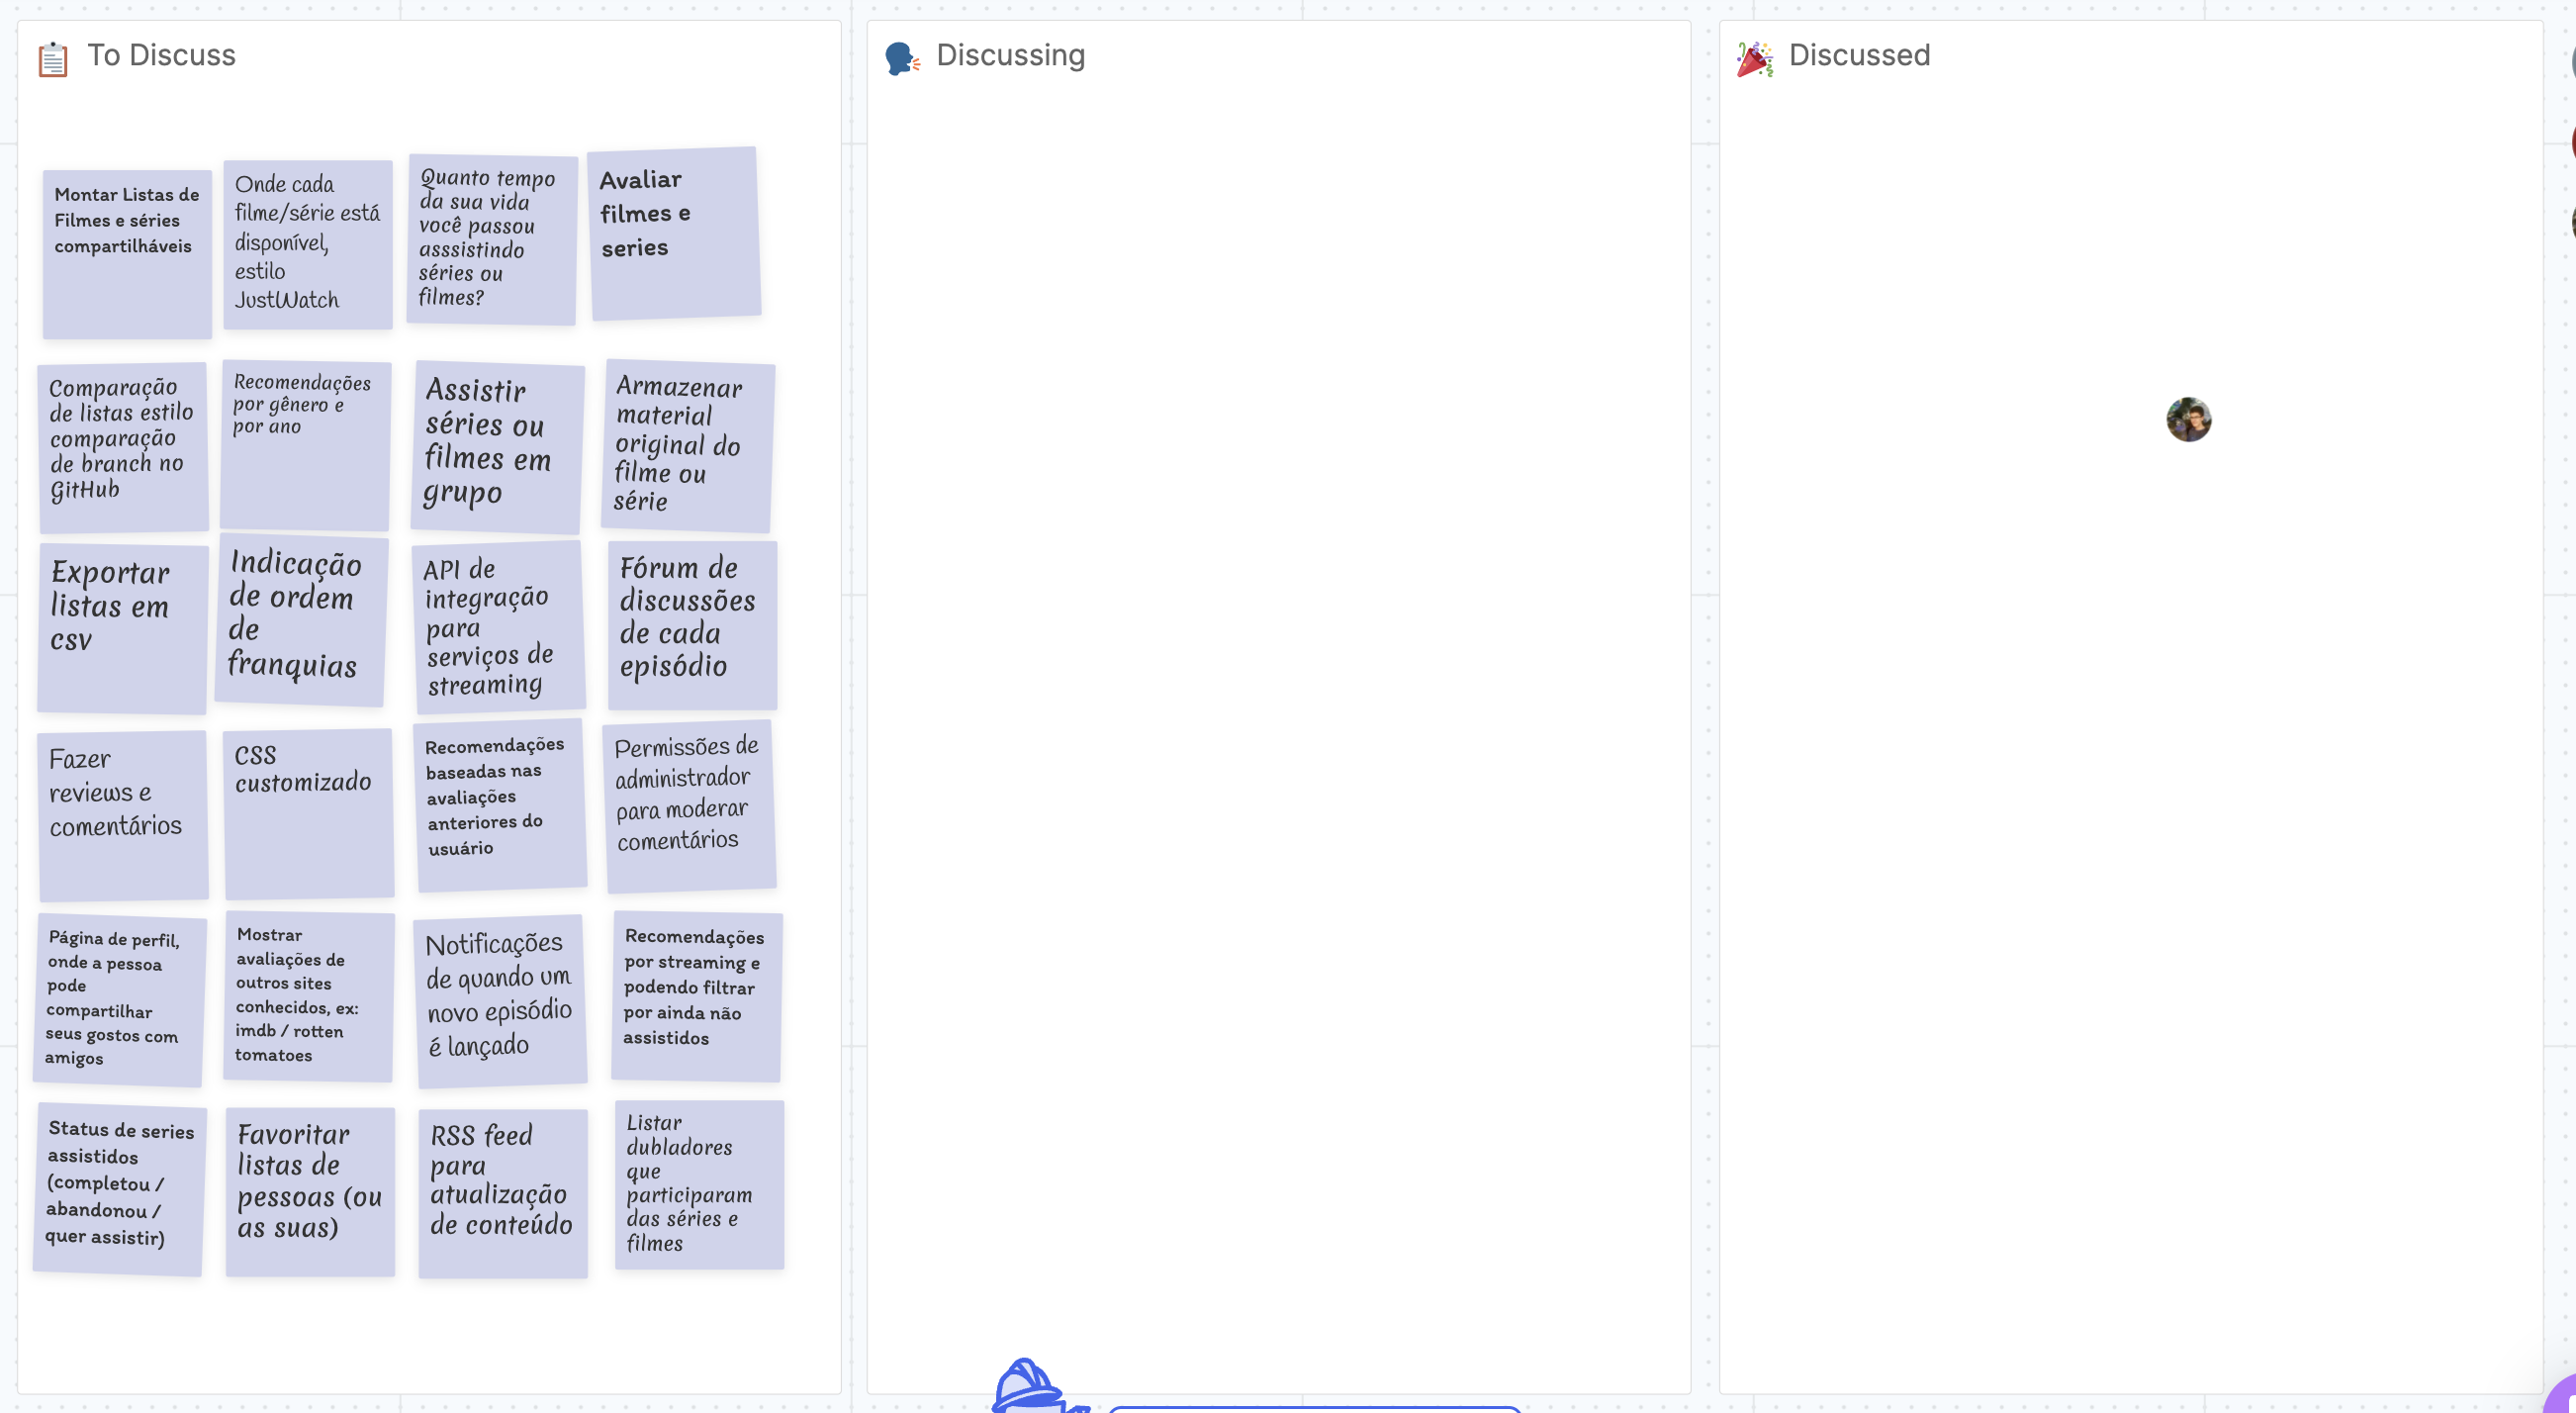 To Discuss
Discussing
Discussed
Montar Listas de
Filmes e séries
compartilháveis
Onde cada
filme/série está
disponível,
estilo
JustWatch
Quanto tempo
da sua vida
você passou
asssistindo
séries ou
filmes?
Avaliar
filmes e
series
Comparação
de listas estilo
comparação
de branch no
GitHub
Recomendações
por gênero e
por ano
Assistir
séries ou
filmes em
grupo
Armazenar
material
original do
filme ou
série
Exportar
listas em
csv
Indicação
de ordem
de
franquias
API de
integração
para
serviços de
streaming
Fórum de
discussões
de cada
episódio
Fazer
reviews e
comentários
CSS
customizado
Recomendações
baseadas nas
avaliações
anteriores do
usuário
Permissões de
administrador
para moderar
comentários
Página de perfil,
onde a pessoa
pode
compartilhar
seus gostos com
amigos
Mostrar
avaliações de
outros sites
conhecidos, ex:
imdb / rotten
tomatoes
Notificações
de quando um
novo episódio
é lançado
Recomendações
por streaming e
podendo filtrar
por ainda não
assistidos
Status de series
assistidos
(completou /
abandonou /
quer assistir)
Favoritar
listas de
pessoas (ou
as suas)
RSS feed
para
atualização
de conteúdo
Listar
dubladores
que
participaram
das séries e
filmes